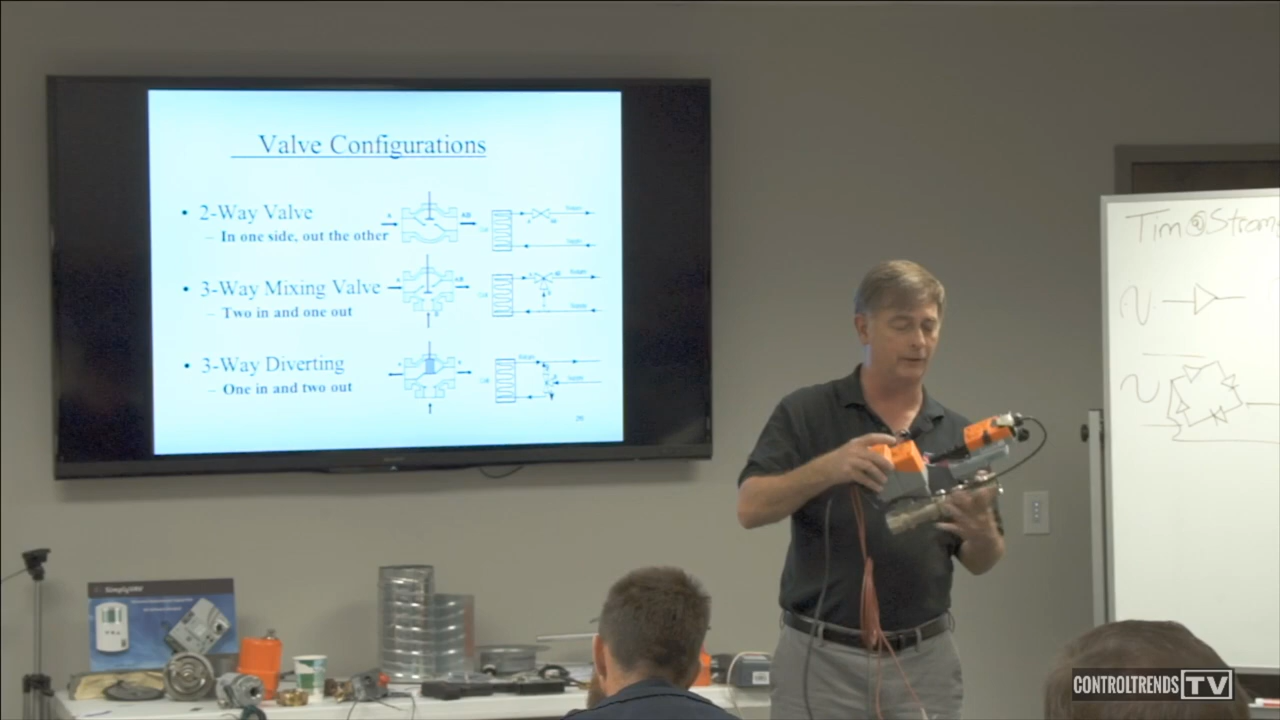 Valve Configurations
• 2-Way Valve
– In one side, out the other
• 3-Way Mixing Valve
– Two in and one out
• 3-Way Diverting
– One in and two out
Tim@Strom
CONTROLTRENDS TV